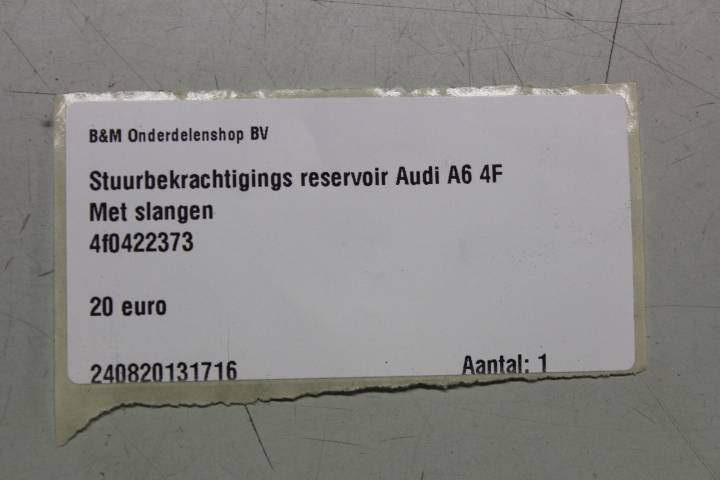 B&M Onderdelenshop BV
Stuurbekrachtigings reservoir Audi A6 4F
Met slangen
4f0422373
20 euro
240820131716 Aantal: 1